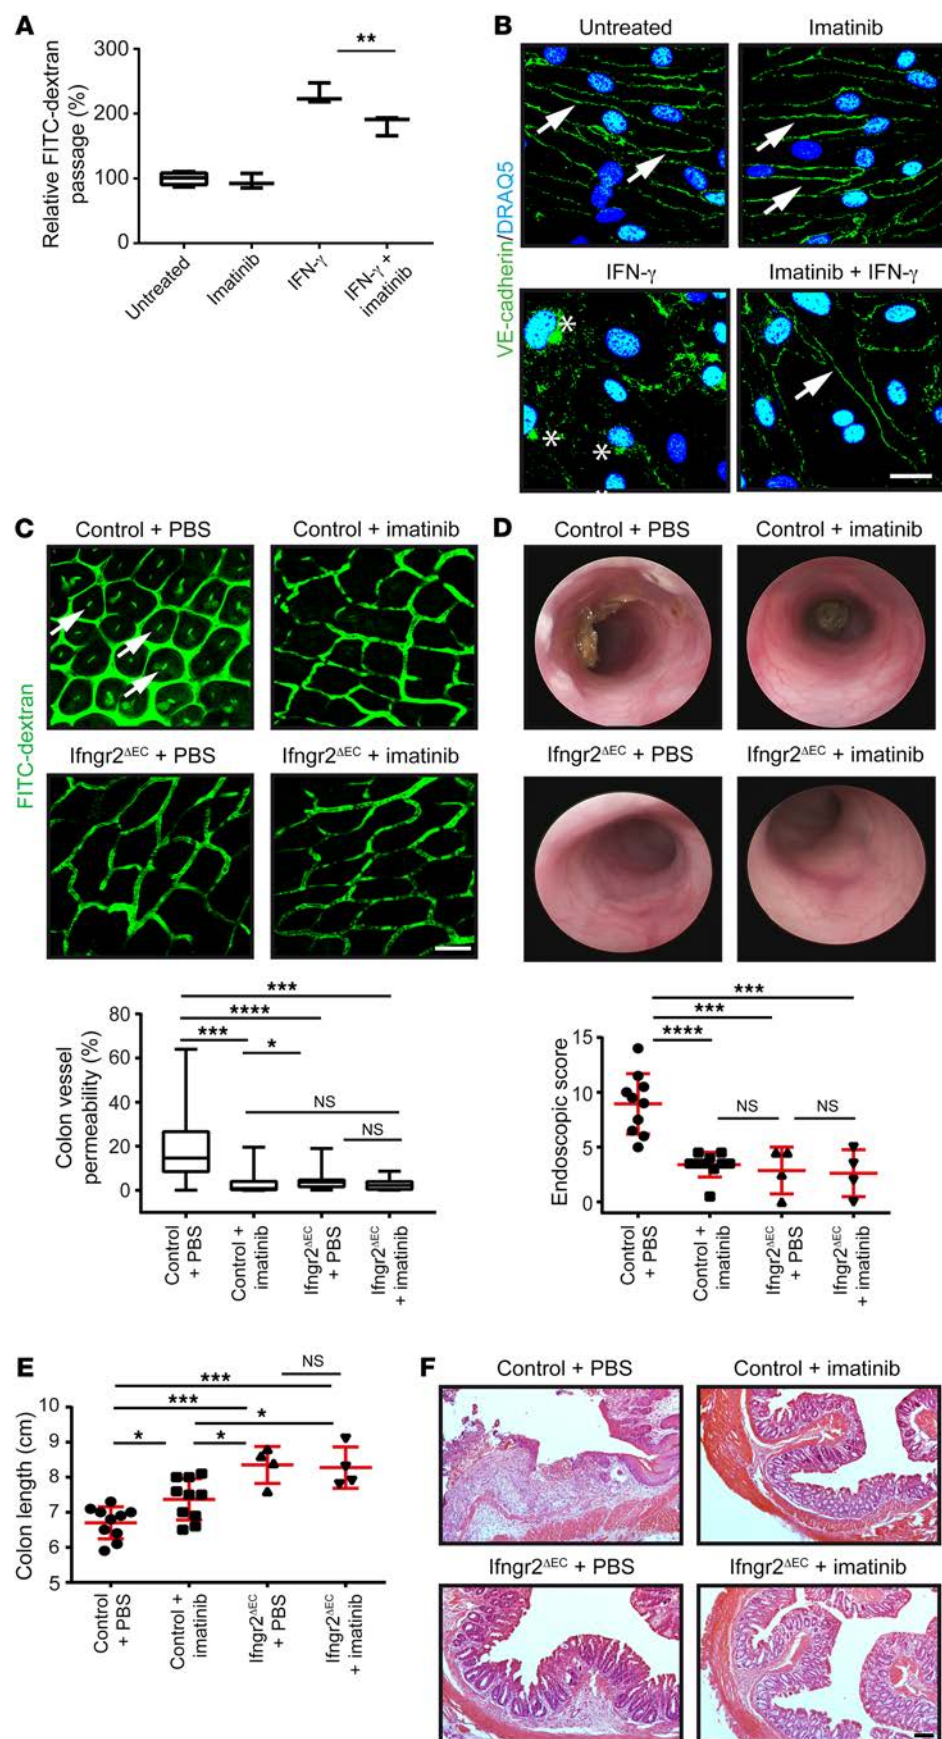 A
Relative FITC-dextran
passage (%)
300
200
100
0
**
Untreated
Imatinib
IFN-γ
IFN-γ +
imatinib
B
Untreated
Imatinib
IFN-γ
Imatinib + IFN-γ
VE-cadherin/DRAQ5
*
*
*
C
Control + PBS
Control + imatinib
Ifngr2ΔEC + PBS
Ifngr2ΔEC + imatinib
FITC-dextran
Colon vessel
permeability (%)
80
60
40
20
0
***
****
***
*
NS
NS
Control
+ PBS
Control +
imatinib
Ifngr2ΔEC
+ PBS
Ifngr2ΔEC
+ imatinib
D
Control + PBS
Control + imatinib
Ifngr2ΔEC + PBS
Ifngr2ΔEC + imatinib
Endoscopic score
15
10
5
0
***
***
****
NS
NS
Control
+ PBS
Control +
imatinib
Ifngr2ΔEC
+ PBS
Ifngr2ΔEC
+ imatinib
E
Colon length (cm)
10
9
8
7
6
5
NS
***
***
*
*
*
Control
+ PBS
Control +
imatinib
Ifngr2ΔEC
+ PBS
Ifngr2ΔEC
+ imatinib
F
Control + PBS
Control + imatinib
Ifngr2ΔEC + PBS
Ifngr2ΔEC + imatinib